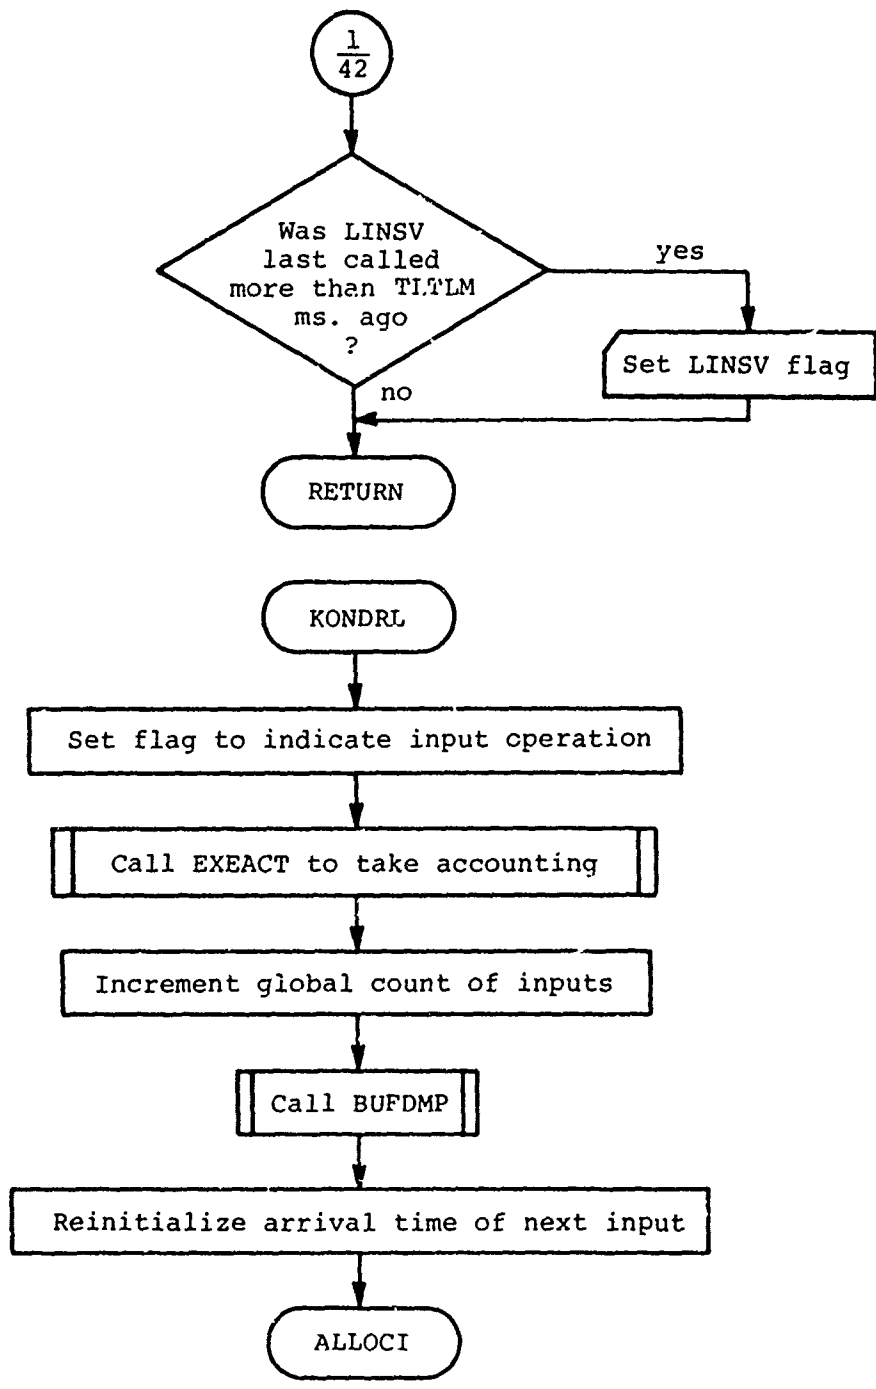 1
42
Was LINSV
last called
more than TLTLM
ms. ago
?
yes
Set LINSV flag
no
RETURN
KONDRL
Set flag to indicate input operation
Call EXEACT to take accounting
Increment global count of inputs
Call BUFDMP
Reinitialize arrival time of next input
ALLOCI